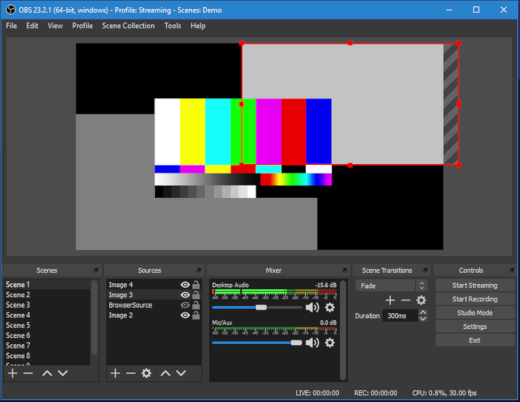 OBS 23.2.1 (64-bit, windows) - Profile: Streaming - Scenes: Demo
File Edit View Profile Scene Collection Tools Help
Scenes
Scene 1
Scene 2
Scene 3
Scene 4
Scene 5
Scene 6
Scene 7
Scene 8
Sources
Image 4
Image 3
BrowserSource
Image 2
Mixer
Desktop Audio -15.6 dB
Mic/Aux 0.0 dB
Scene Transitions
Fade
Duration 300ms
Controls
Start Streaming
Start Recording
Studio Mode
Settings
Exit
LIVE: 00:00:00 REC: 00:00:00 CPU: 0.8%, 30.00 fps